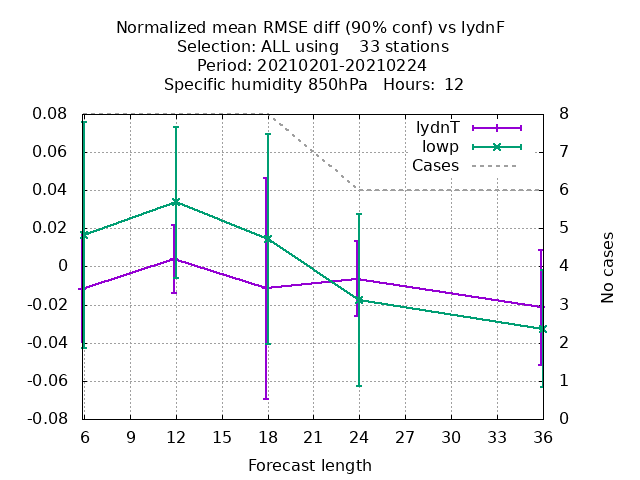 Normalized mean RMSE diff (90% conf) vs IydnF
Selection: ALL using 33 stations
Period: 20210201-20210224
Specific humidity 850hPa Hours: 12
IydnT
Iowp
Cases
0.08
0.06
0.04
0.02
0
-0.02
-0.04
-0.06
-0.08
8
7
6
5
4
3
2
1
0
No cases
6 9 12 15 18 21 24 27 30 33 36
Forecast length